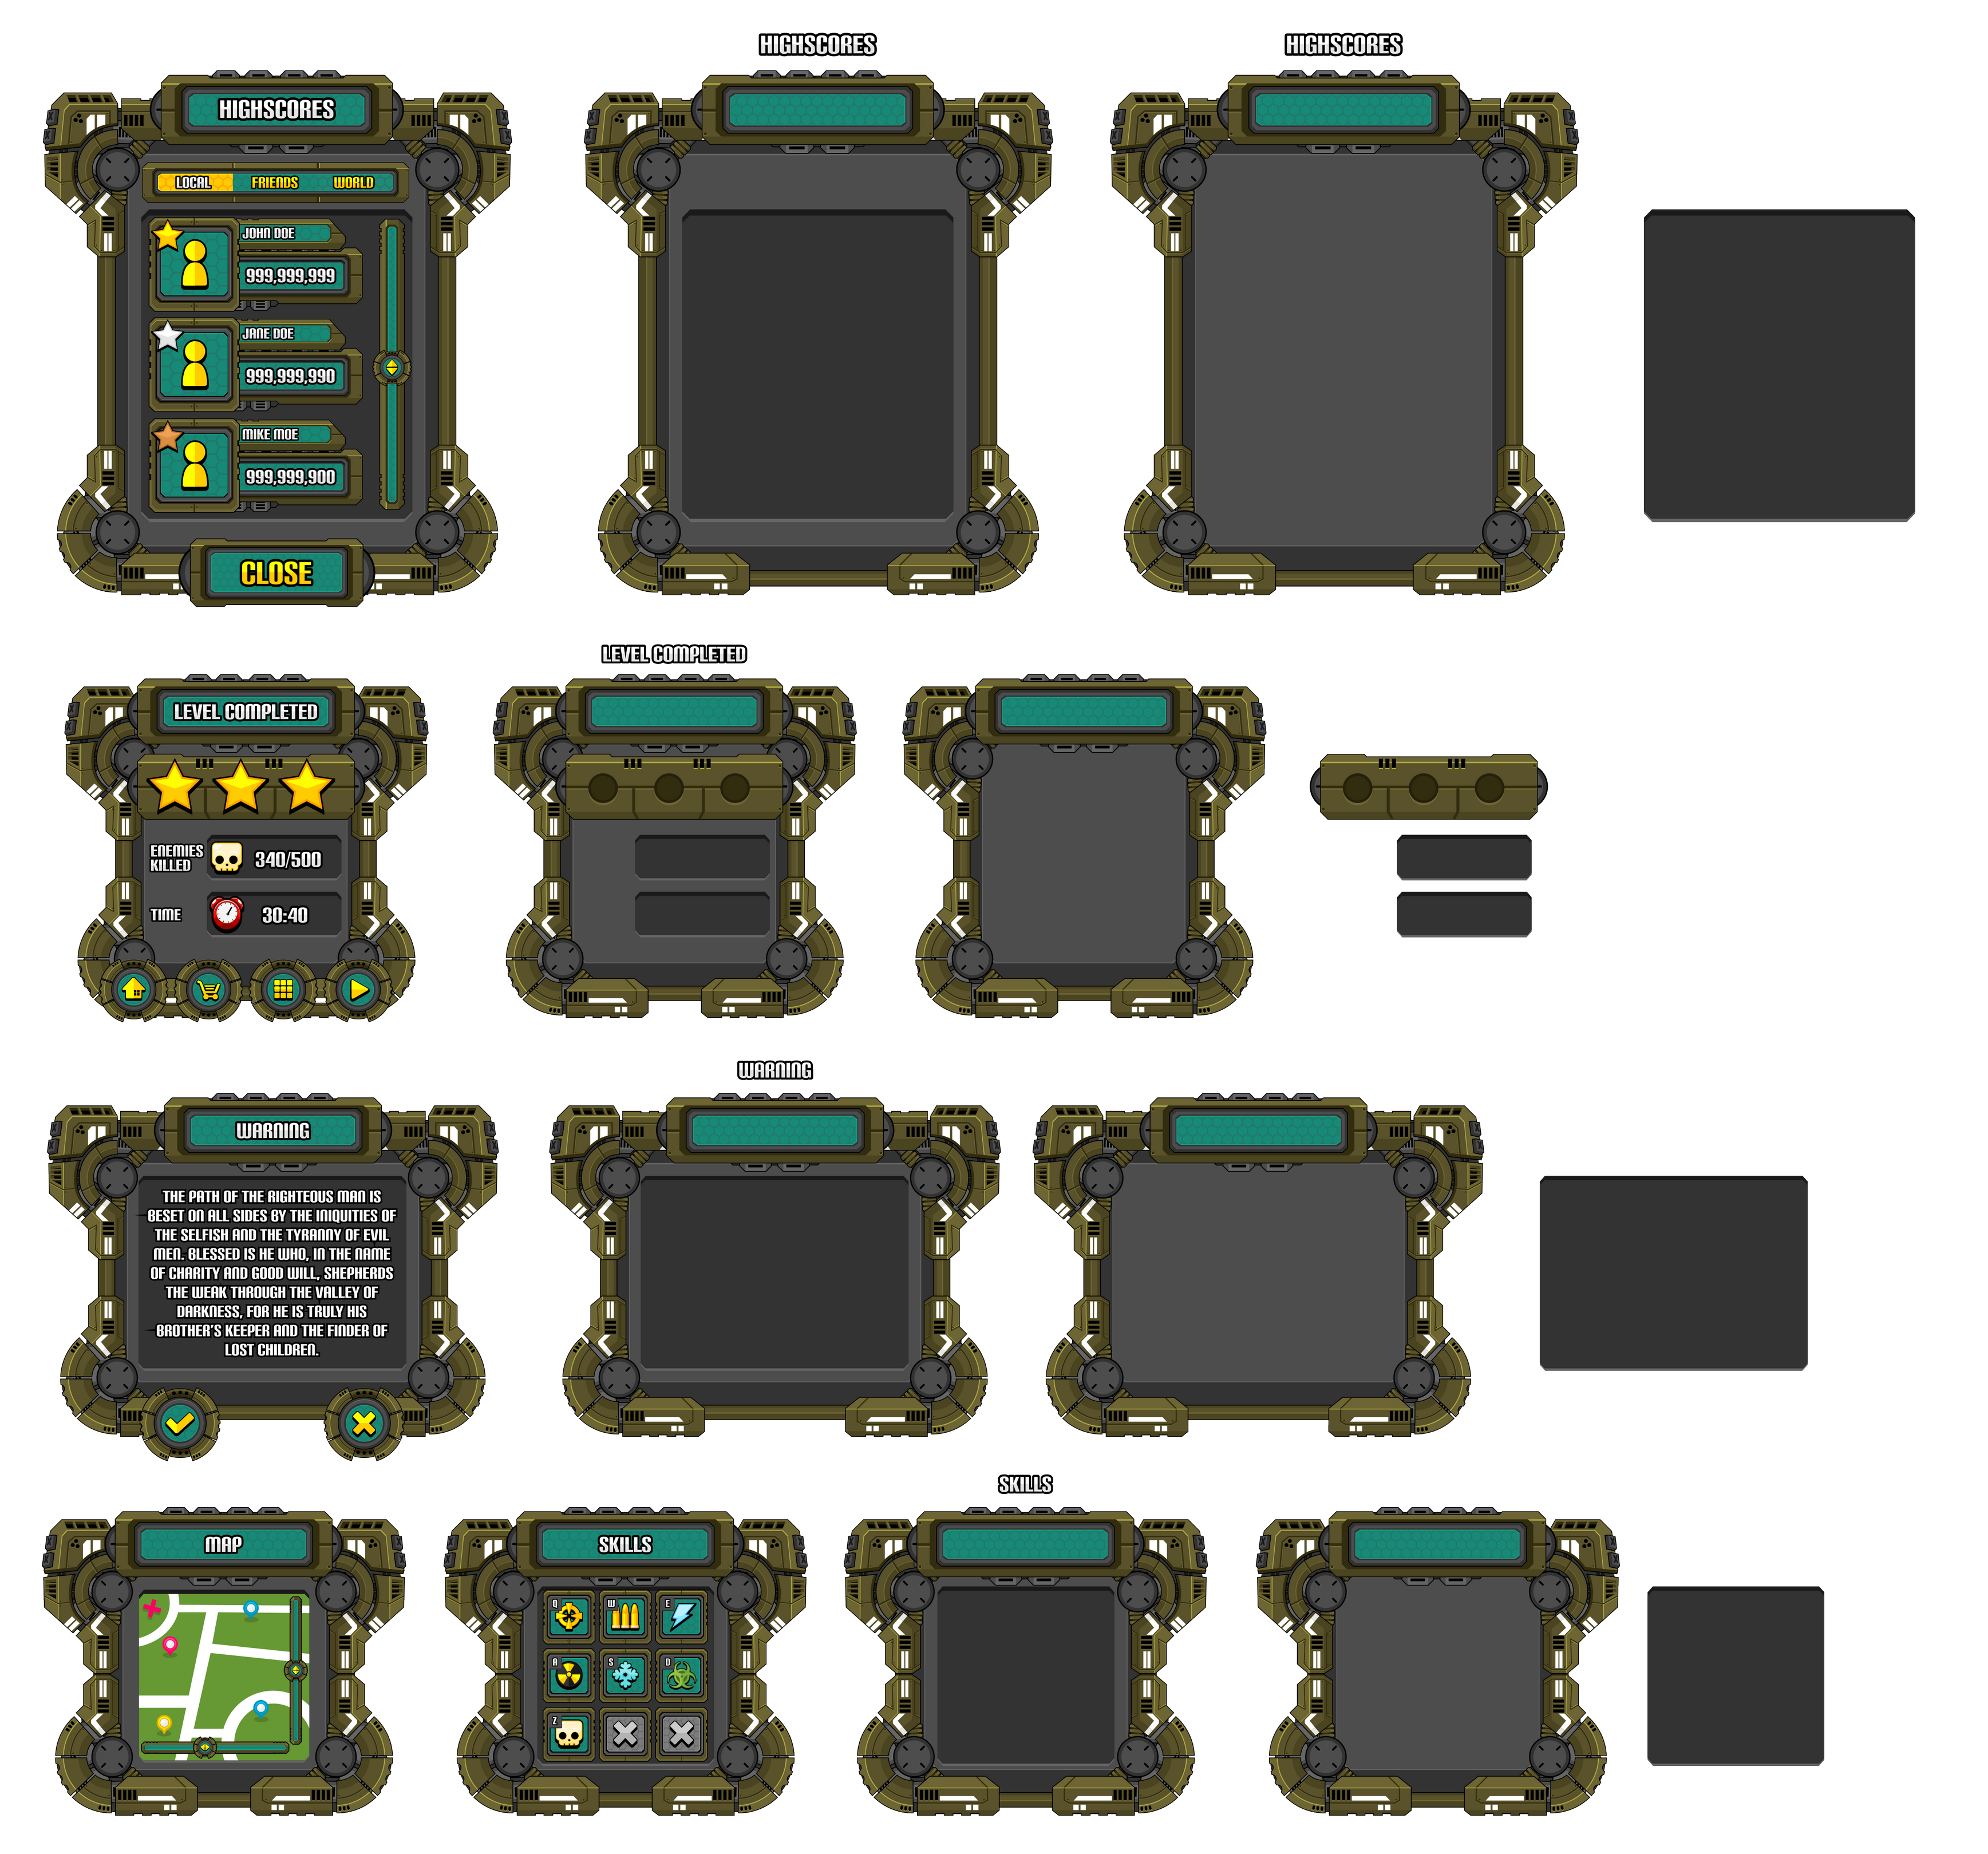 HIGHSCORES
HIGHSCORES
HIGHSCORES
LOCAL FRIENDS WORLD
JOHN DOE
999,999,999
JANE DOE
999,999,990
MIKE MOE
999,999,900
CLOSE
LEVEL COMPLETED
LEVEL COMPLETED
ENEMIES
KILLED
340/500
TIME
30:40
WARNING
WARNING
THE PATH OF THE RIGHTEOUS MAN IS
BESET ON ALL SIDES BY THE INIQUITIES OF
THE SELFISH AND THE TYRANNY OF EVIL
MEN. BLESSED IS HE WHO, IN THE NAME
OF CHARITY AND GOOD WILL, SHEPHERDS
THE WEAK THROUGH THE VALLEY OF
DARKNESS, FOR HE IS TRULY HIS
BROTHER'S KEEPER AND THE FINDER OF
LOST CHILDREN.
SKILLS
MAP
SKILLS
Q W E
A S D
Z